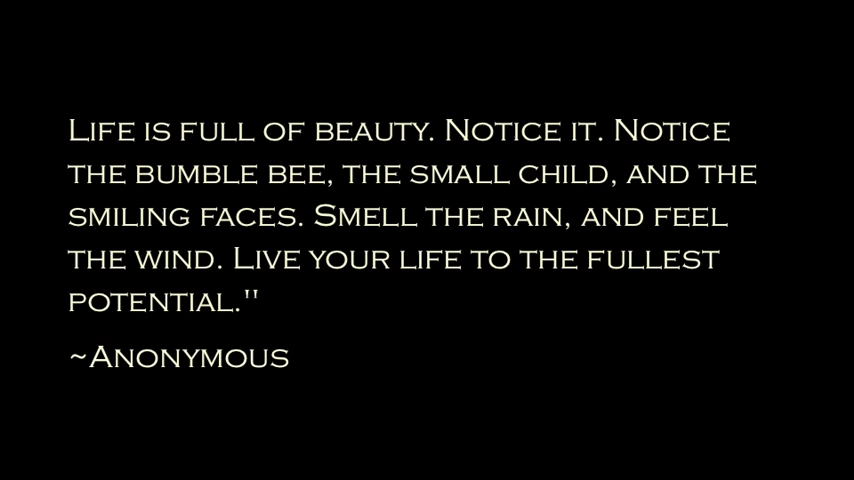 Life is full of beauty. Notice it. Notice
the bumble bee, the small child, and the
smiling faces. Smell the rain, and feel
the wind. Live your life to the fullest
potential."
~Anonymous